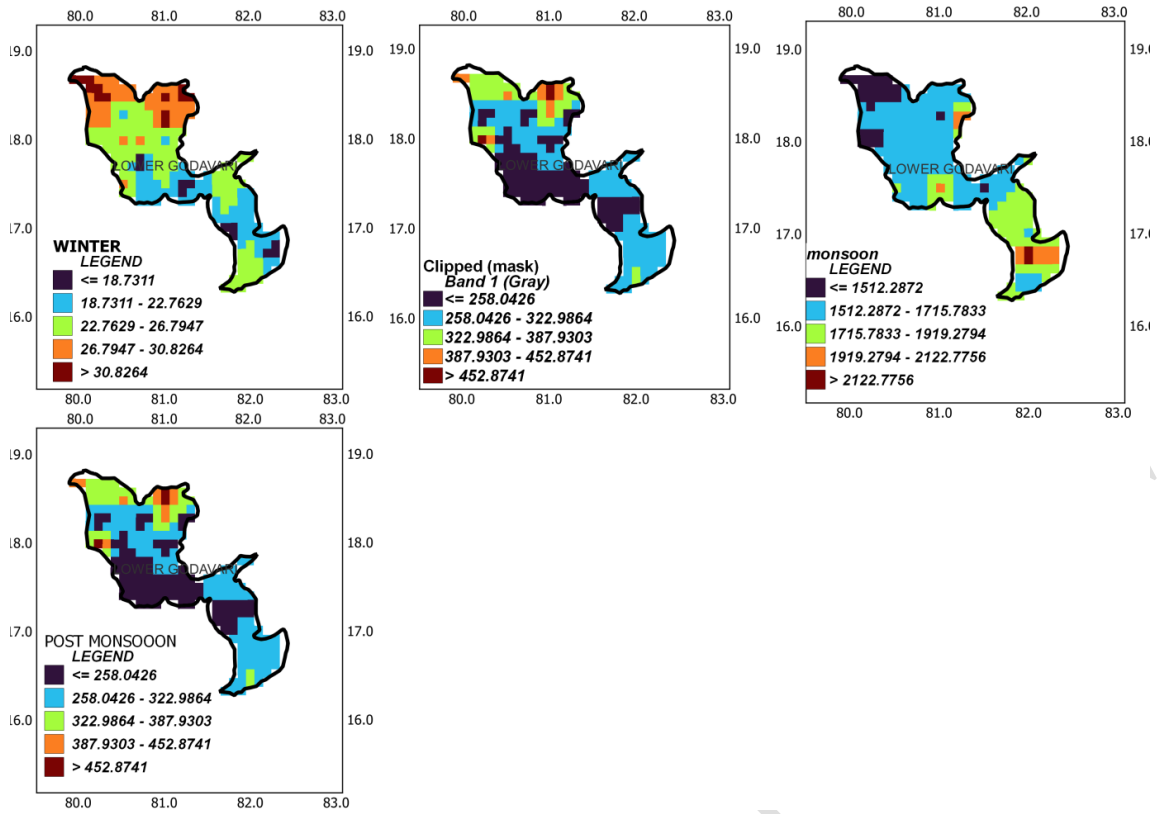 80.0 81.0 82.0 83.0
19.0 19.0
18.0 18.0
LOWER GODAVARI
17.0 17.0
WINTER
LEGEND
<= 18.7311
18.7311 - 22.7629
22.7629 - 26.7947
26.7947 - 30.8264
> 30.8264
16.0 16.0
80.0 81.0 82.0 83.0
80.0 81.0 82.0 83.0
19.0 19.0
18.0 18.0
LOWER GODAVARI
17.0 17.0
Clipped (mask)
Band 1 (Gray)
<= 258.0426
258.0426 - 322.9864
322.9864 - 387.9303
387.9303 - 452.8741
> 452.8741
16.0 16.0
80.0 81.0 82.0 83.0
80.0 81.0 82.0 83.0
19.0 19.0
18.0 18.0
LOWER GODAVARI
17.0 17.0
monsoon
LEGEND
<= 1512.2872
1512.2872 - 1715.7833
1715.7833 - 1919.2794
1919.2794 - 2122.7756
> 2122.7756
16.0 16.0
80.0 81.0 82.0 83.0
80.0 81.0 82.0 83.0
19.0 19.0
18.0 18.0
LOWER GODAVARI
17.0 17.0
POST MONSOOON
LEGEND
<= 258.0426
258.0426 - 322.9864
322.9864 - 387.9303
387.9303 - 452.8741
> 452.8741
16.0 16.0
80.0 81.0 82.0 83.0